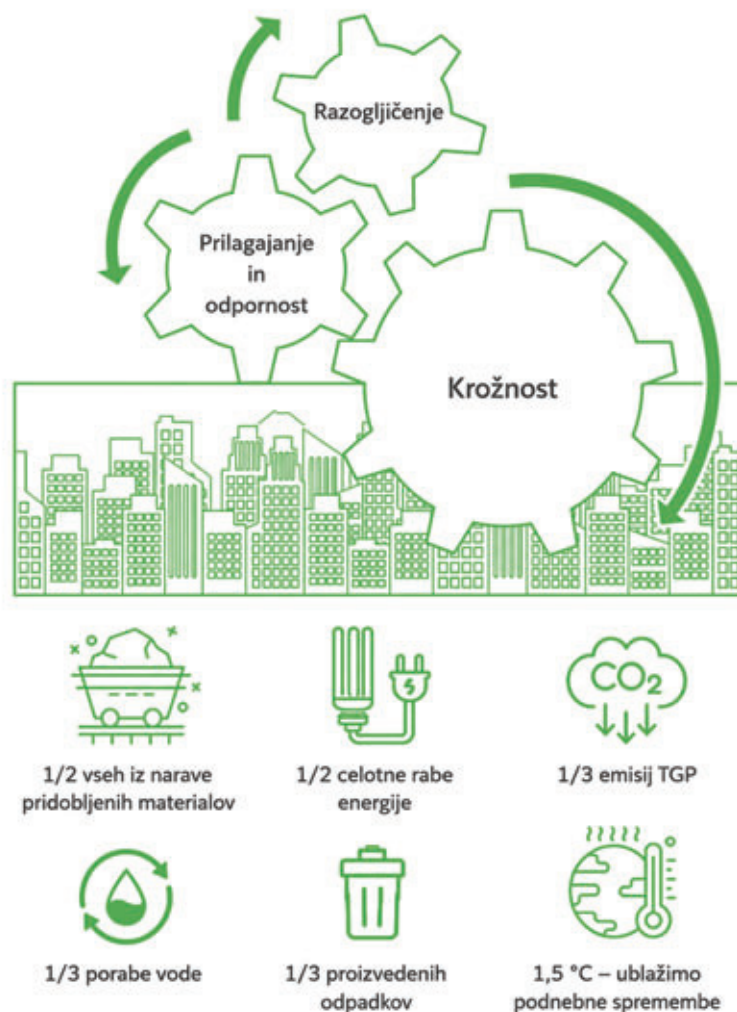 Razogljičenje
Prilagajanje
in
odpornost
Krožnost
1/2 vseh iz narave
pridobljenih materialov
1/2 celotne rabe
energije
CO₂
1/3 emisij TGP
1/3 porabe vode
1/3 proizvedenih
odpadkov
1,5 °C – ublažimo
podnebne spremembe